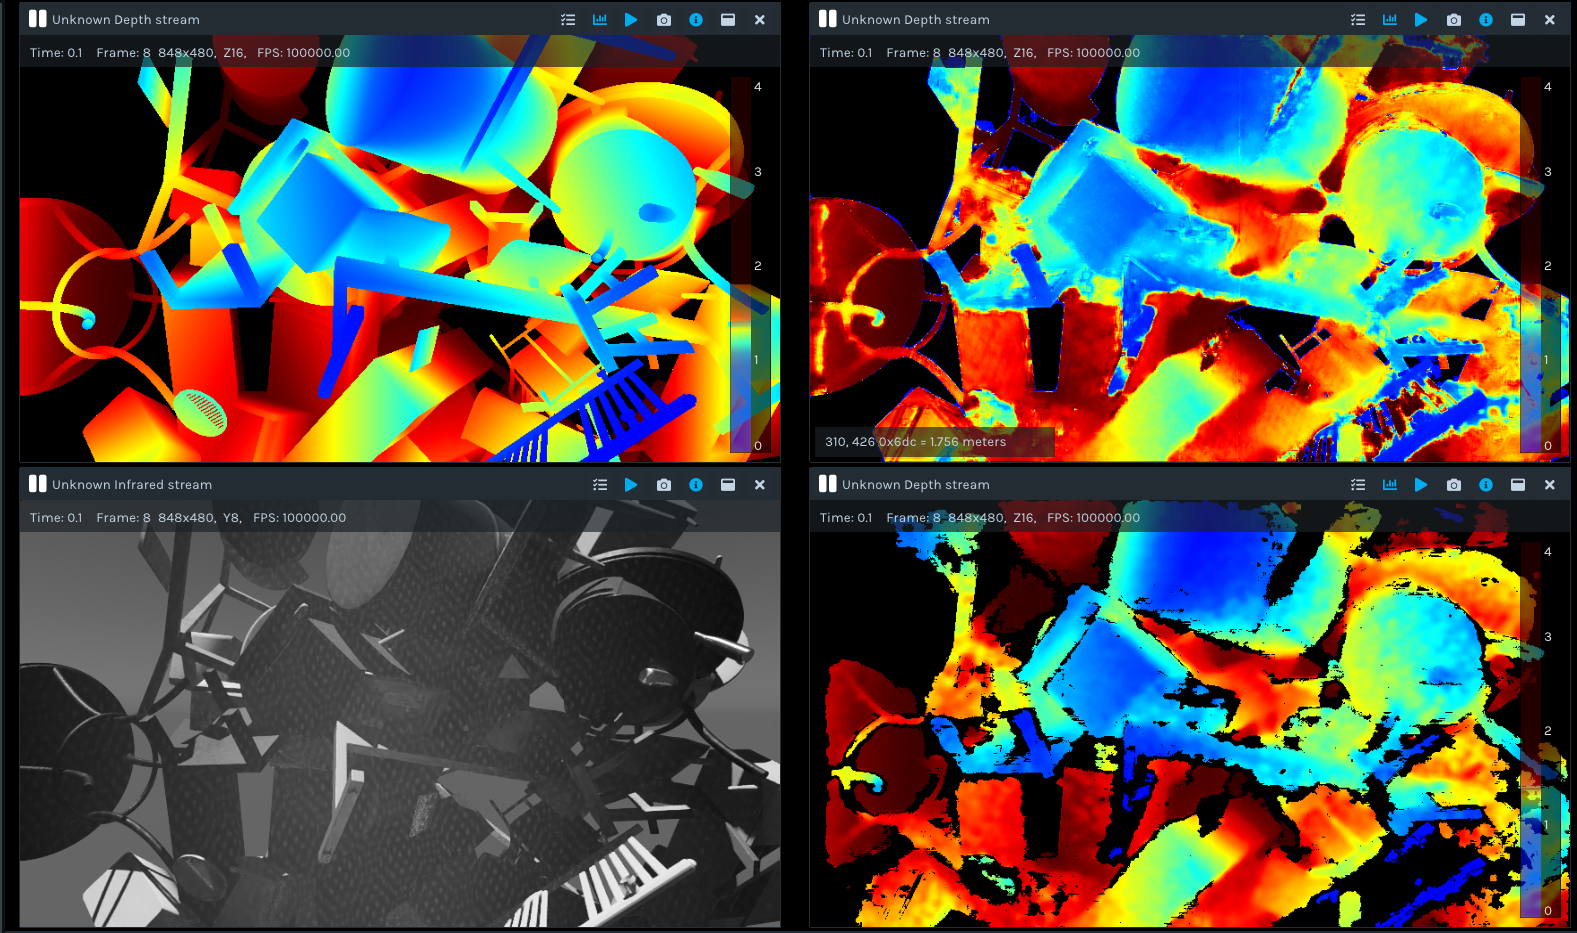 Unknown Depth stream
Time: 0.1 Frame: 8 848x480, Z16, FPS: 100000.00
4
3
2
1
0
Unknown Depth stream
Time: 0.1 Frame: 8 848x480, Z16, FPS: 100000.00
4
3
2
1
0
310, 426 0x6dc = 1.756 meters
Unknown Infrared stream
Time: 0.1 Frame: 8 848x480, Y8, FPS: 100000.00
Unknown Depth stream
Time: 0.1 Frame: 8 848x480, Z16, FPS: 100000.00
4
3
2
1
0